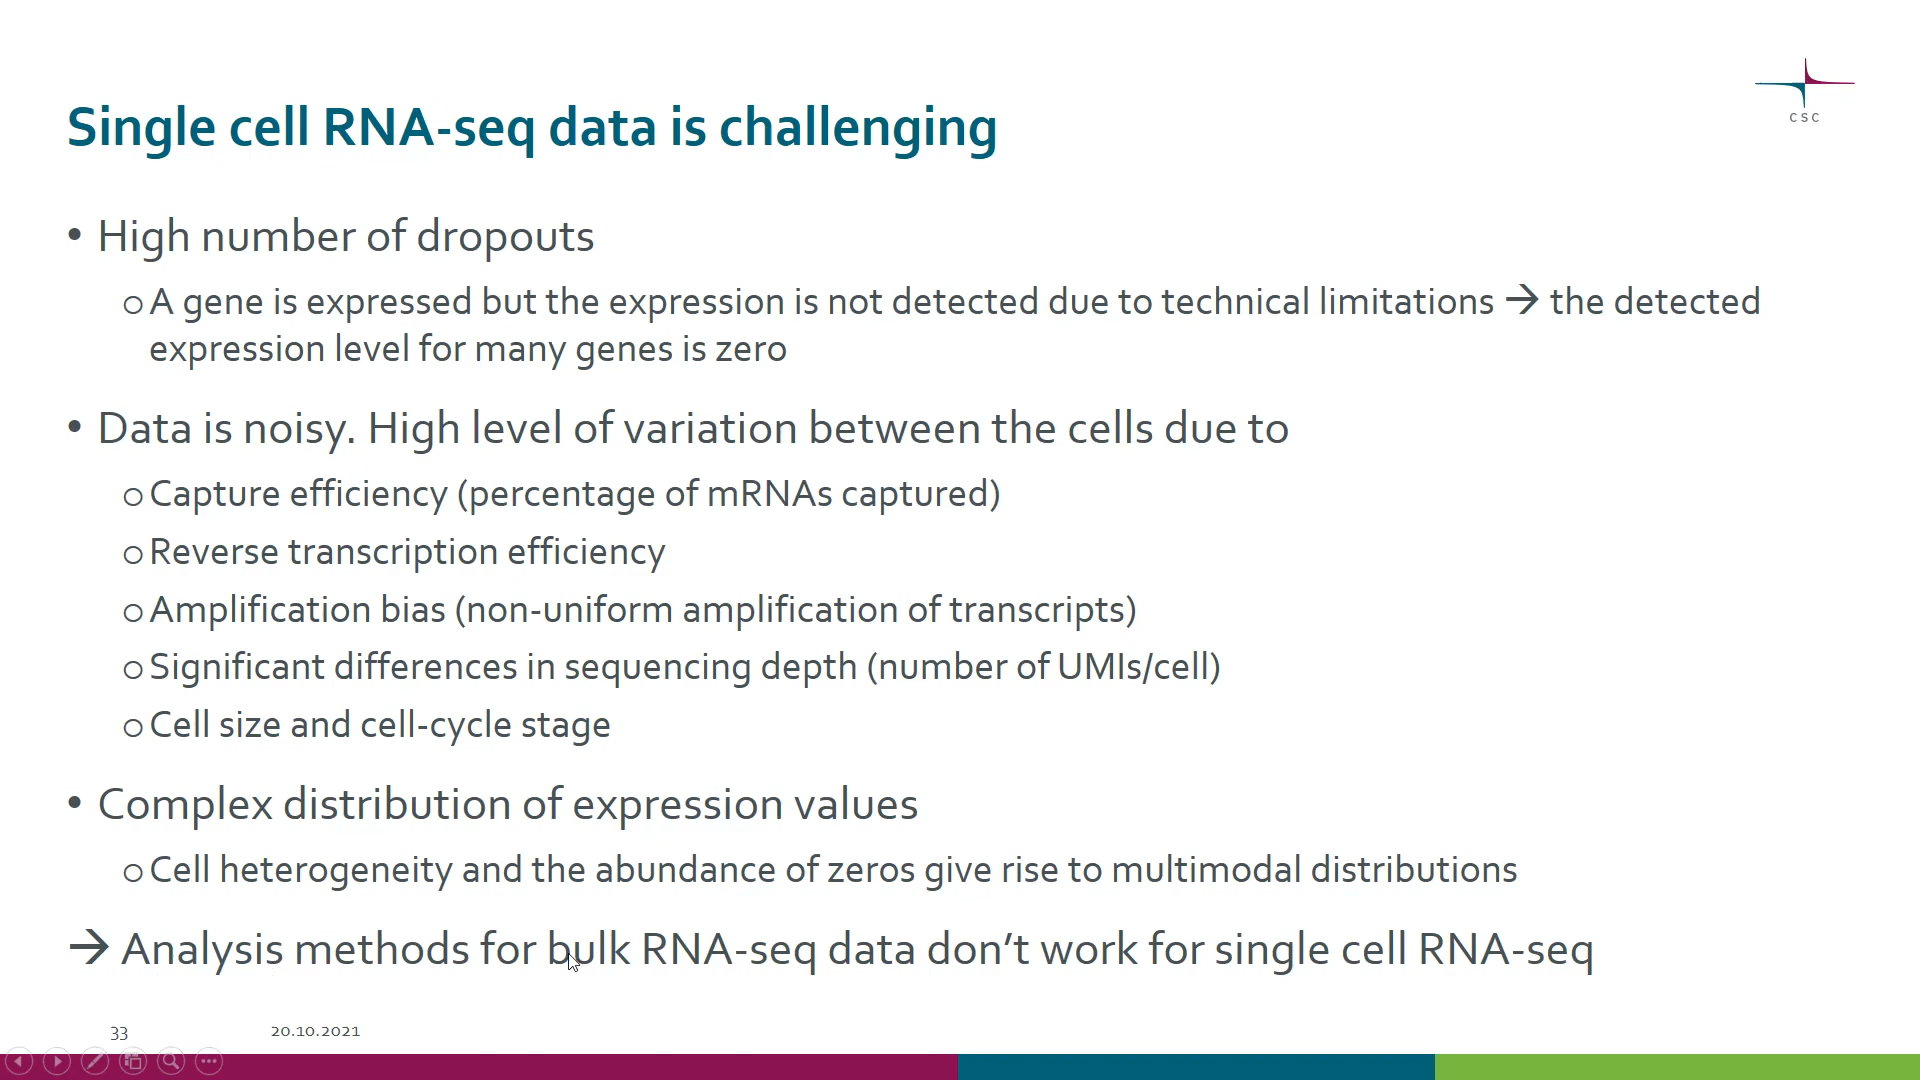 CSC
Single cell RNA-seq data is challenging
• High number of dropouts
o A gene is expressed but the expression is not detected due to technical limitations → the detected
expression level for many genes is zero
• Data is noisy. High level of variation between the cells due to
o Capture efficiency (percentage of mRNAs captured)
o Reverse transcription efficiency
o Amplification bias (non-uniform amplification of transcripts)
o Significant differences in sequencing depth (number of UMIs/cell)
o Cell size and cell-cycle stage
• Complex distribution of expression values
o Cell heterogeneity and the abundance of zeros give rise to multimodal distributions
→ Analysis methods for bulk RNA-seq data don’t work for single cell RNA-seq
33 20.10.2021